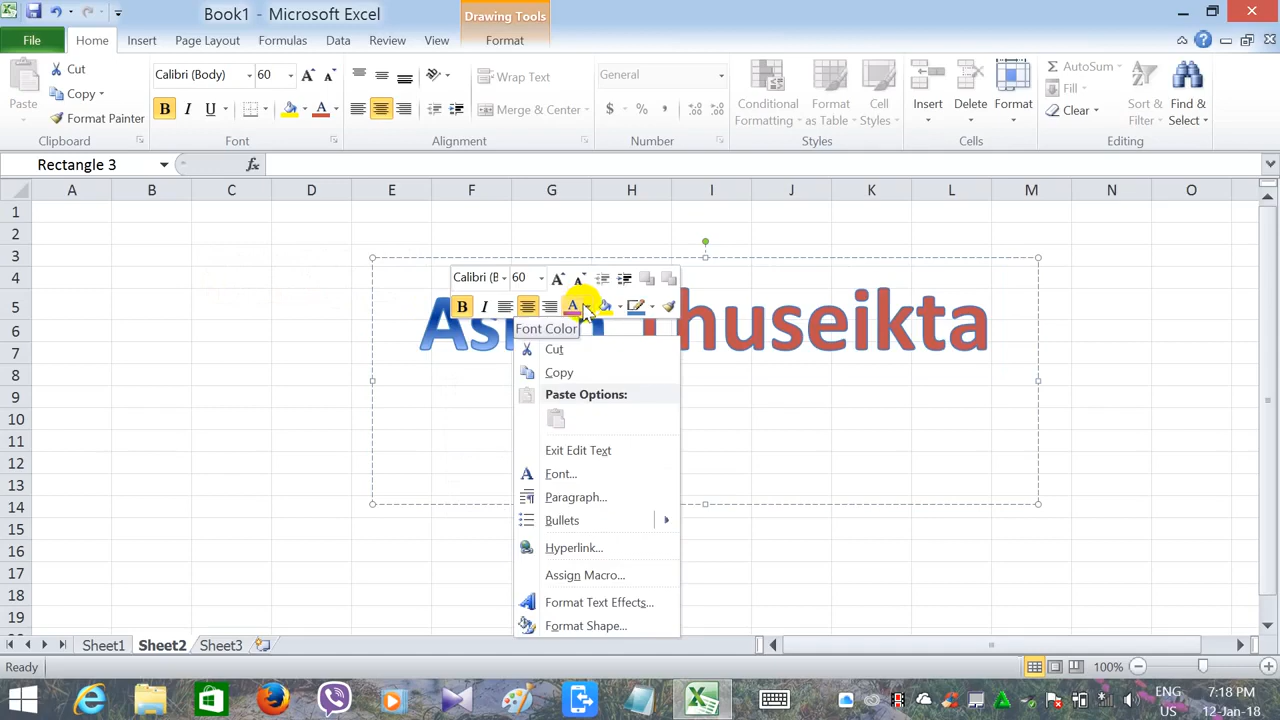 Book1 - Microsoft Excel
Drawing Tools
File Home Insert Page Layout Formulas Data Review View Format
Paste
Cut
Copy
Format Painter
Clipboard
Calibri (Body) 60
B I U A
Font
Wrap Text
Merge & Center
Alignment
General
$ % ,
Number
Conditional Formatting
Format as Table
Cell Styles
Styles
Insert
Delete
Format
Cells
AutoSum
Fill
Clear
Sort & Filter
Find & Select
Editing
Rectangle 3
fx
A B C D E F G H I J K L M N O
1
2
3
4
5
6
7
8
9
10
11
12
13
14
15
16
17
18
19
Calibri (B 60
B I A
huseikta
Font Color
Cut
Copy
Paste Options:
Exit Edit Text
Font...
Paragraph...
Bullets
Hyperlink...
Assign Macro...
Format Text Effects...
Format Shape...
Sheet1 Sheet2 Sheet3
Ready
100%
ENG
US
7:18 PM
12-Jan-18